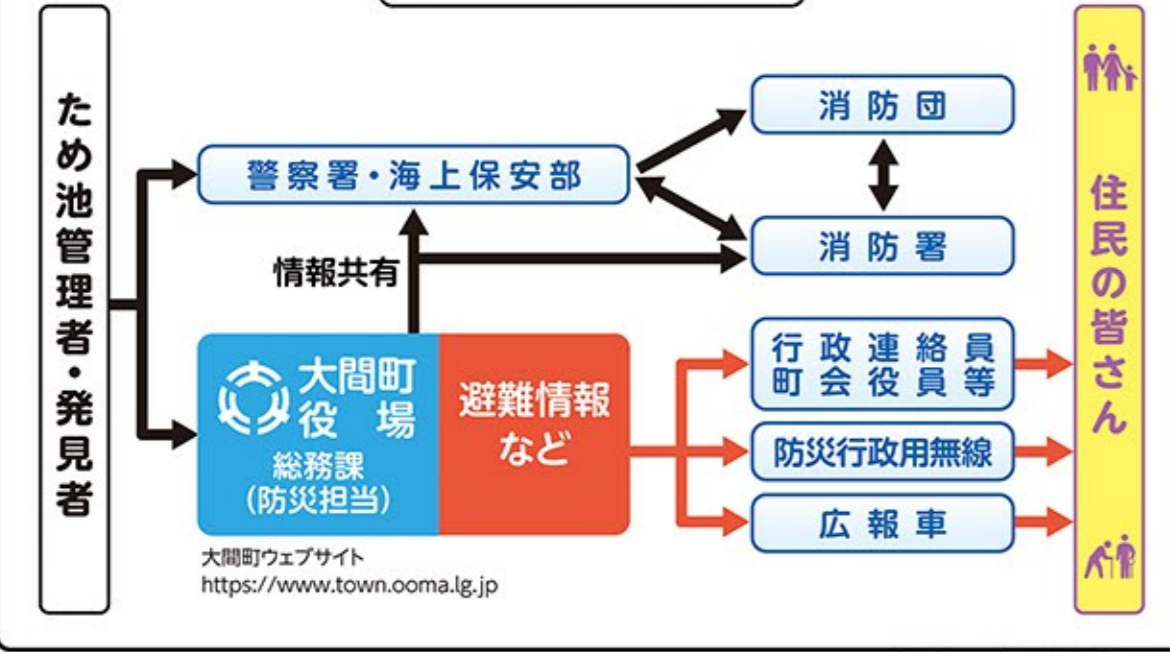 ため池管理者・発見者
警察署・海上保安部
消防団
消防署
情報共有
大間町
役場
総務課
(防災担当)
避難情報
など
行政連絡員
町会役員等
防災行政用無線
広報車
住民の皆さん
大間町ウェブサイト
https://www.town.ooma.lg.jp